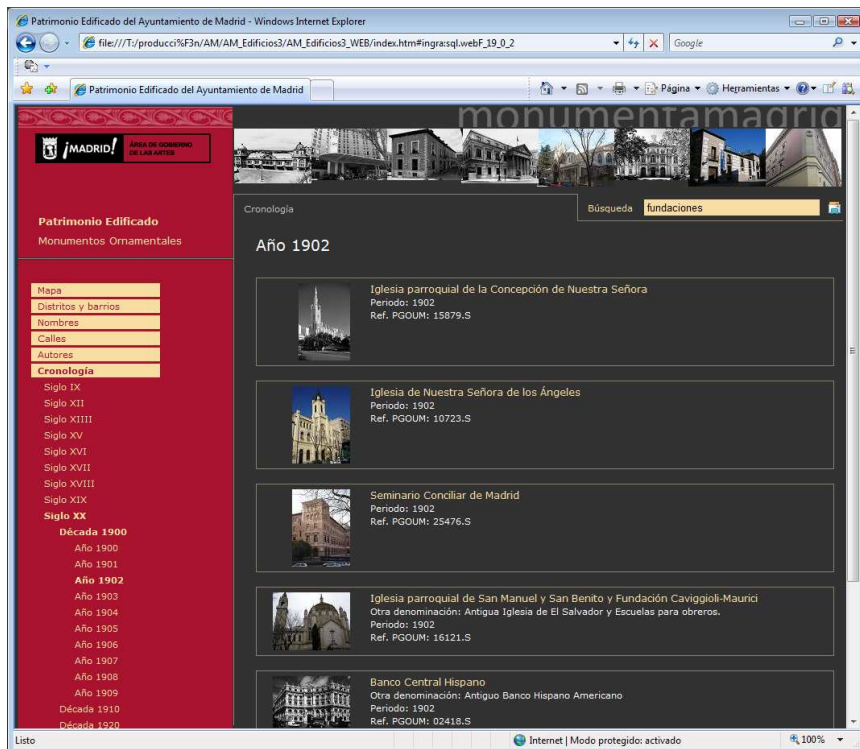 Patrimonio Edificado del Ayuntamiento de Madrid - Windows Internet Explorer
file:///T:/producci%F3n/AM/AM_Edificios3/AM_Edificios3_WEB/index.htm#ingra:sql.webF_19_0_2
Google
Patrimonio Edificado del Ayuntamiento de Madrid
Página
Herramientas
monumentamadrid
¡MADRID!
ÁREA DE GOBIERNO
DE LAS ARTES
Patrimonio Edificado
Monumentos Ornamentales
Mapa
Distritos y barrios
Nombres
Calles
Autores
Cronología
Siglo IX
Siglo XII
Siglo XIIII
Siglo XV
Siglo XVI
Siglo XVII
Siglo XVIII
Siglo XIX
Siglo XX
Década 1900
Año 1900
Año 1901
Año 1902
Año 1903
Año 1904
Año 1905
Año 1906
Año 1907
Año 1908
Año 1909
Década 1910
Década 1920
Cronología
Búsqueda
fundaciones
Año 1902
Iglesia parroquial de la Concepción de Nuestra Señora
Periodo: 1902
Ref. PGOUM: 15879.S
Iglesia de Nuestra Señora de los Ángeles
Periodo: 1902
Ref. PGOUM: 10723.S
Seminario Conciliar de Madrid
Periodo: 1902
Ref. PGOUM: 25476.S
Iglesia parroquial de San Manuel y San Benito y Fundación Caviggioli-Maurici
Otra denominación: Antigua Iglesia de El Salvador y Escuelas para obreros.
Periodo: 1902
Ref. PGOUM: 16121.S
Banco Central Hispano
Otra denominación: Antiguo Banco Hispano Americano
Periodo: 1902
Ref. PGOUM: 02418.S
Listo
Internet | Modo protegido: activado
100%